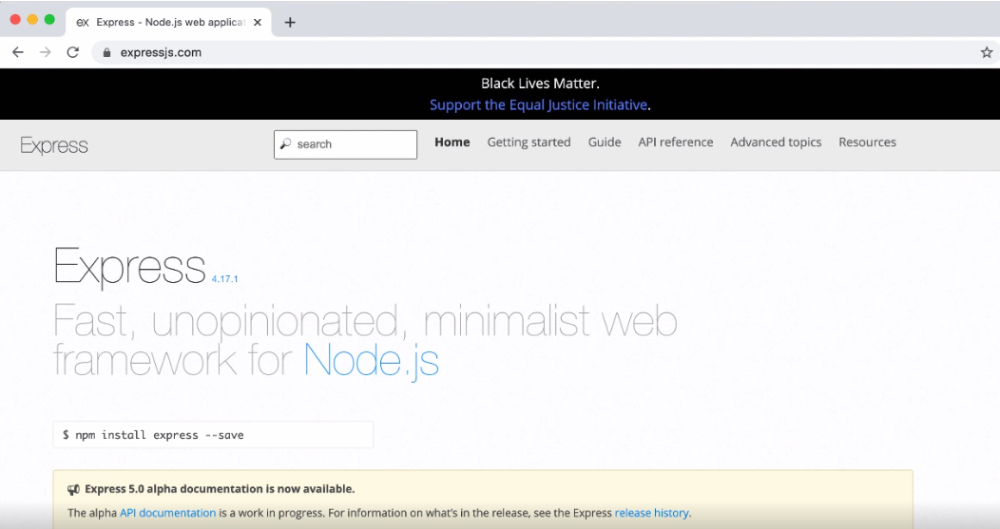 Express - Node.js web applicat
expressjs.com
Black Lives Matter.
Support the Equal Justice Initiative.
Express
search
Home Getting started Guide API reference Advanced topics Resources
Express 4.17.1
Fast, unopinionated, minimalist web
framework for Node.js
$ npm install express --save
Express 5.0 alpha documentation is now available.
The alpha API documentation is a work in progress. For information on what's in the release, see the Express release history.